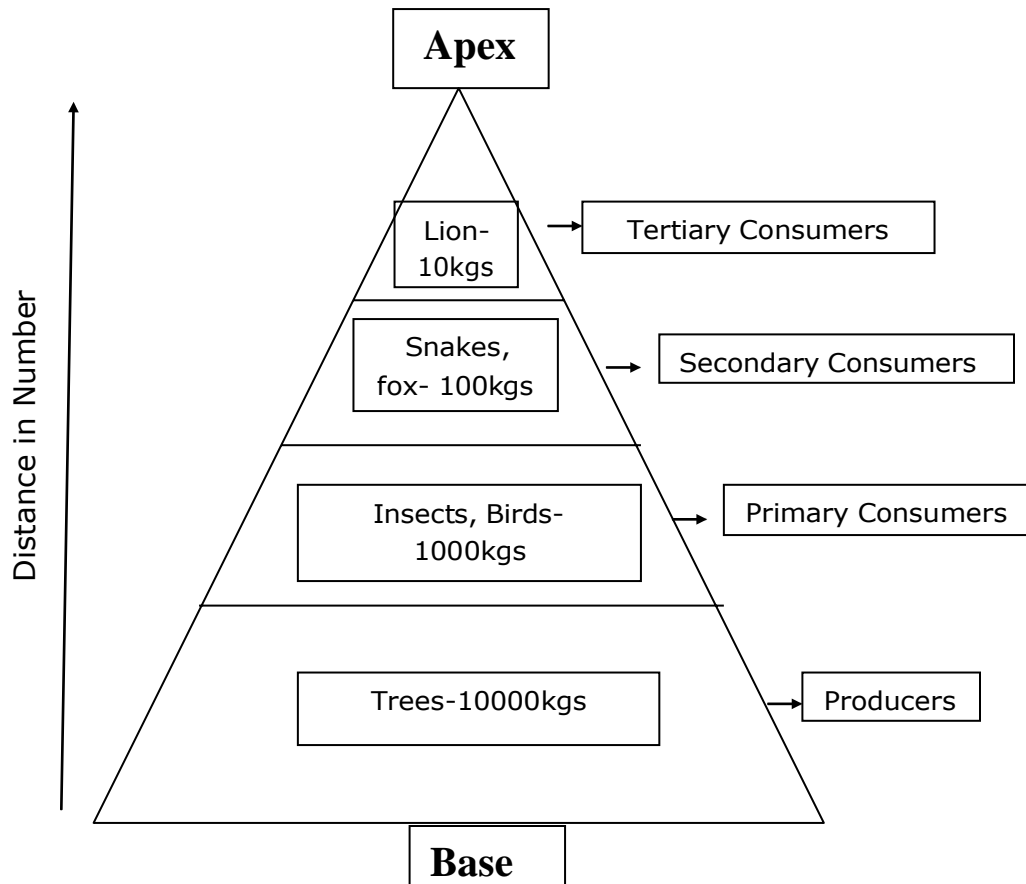 Apex
Lion-
10kgs
Tertiary Consumers
Snakes,
fox- 100kgs
Secondary Consumers
Distance in Number
Insects, Birds-
1000kgs
Primary Consumers
Trees-10000kgs
Producers
Base